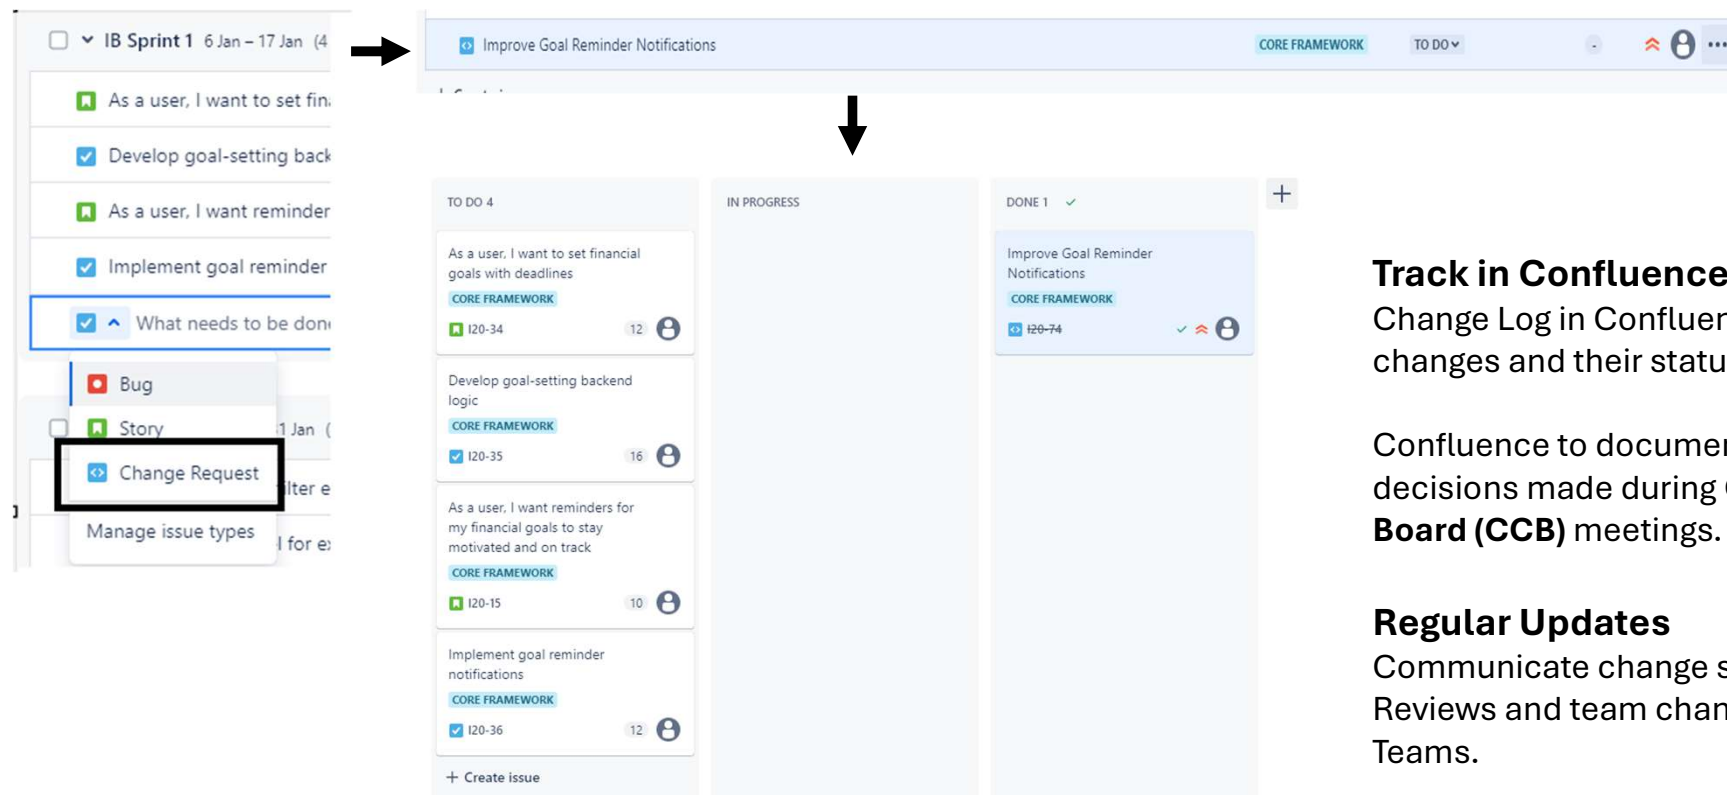 IB Sprint 1 6 Jan – 17 Jan (4
As a user, I want to set fin
Develop goal-setting back
As a user, I want reminder
Implement goal reminder
What needs to be don
Bug
Story
1 Jan (
Change Request
ilter e
Manage issue types
l for e
Improve Goal Reminder Notifications
CORE FRAMEWORK
TO DO
-
TO DO 4
As a user, I want to set financial
goals with deadlines
CORE FRAMEWORK
I20-34
12
Develop goal-setting backend
logic
CORE FRAMEWORK
I20-35
16
As a user, I want reminders for
my financial goals to stay
motivated and on track
CORE FRAMEWORK
I20-15
10
Implement goal reminder
notifications
CORE FRAMEWORK
I20-36
12
+ Create issue
IN PROGRESS
DONE 1
Improve Goal Reminder
Notifications
CORE FRAMEWORK
I20-74
Track in Confluence
Change Log in Confluen
changes and their statu
Confluence to documen
decisions made during
Board (CCB) meetings.
Regular Updates
Communicate change s
Reviews and team chan
Teams.